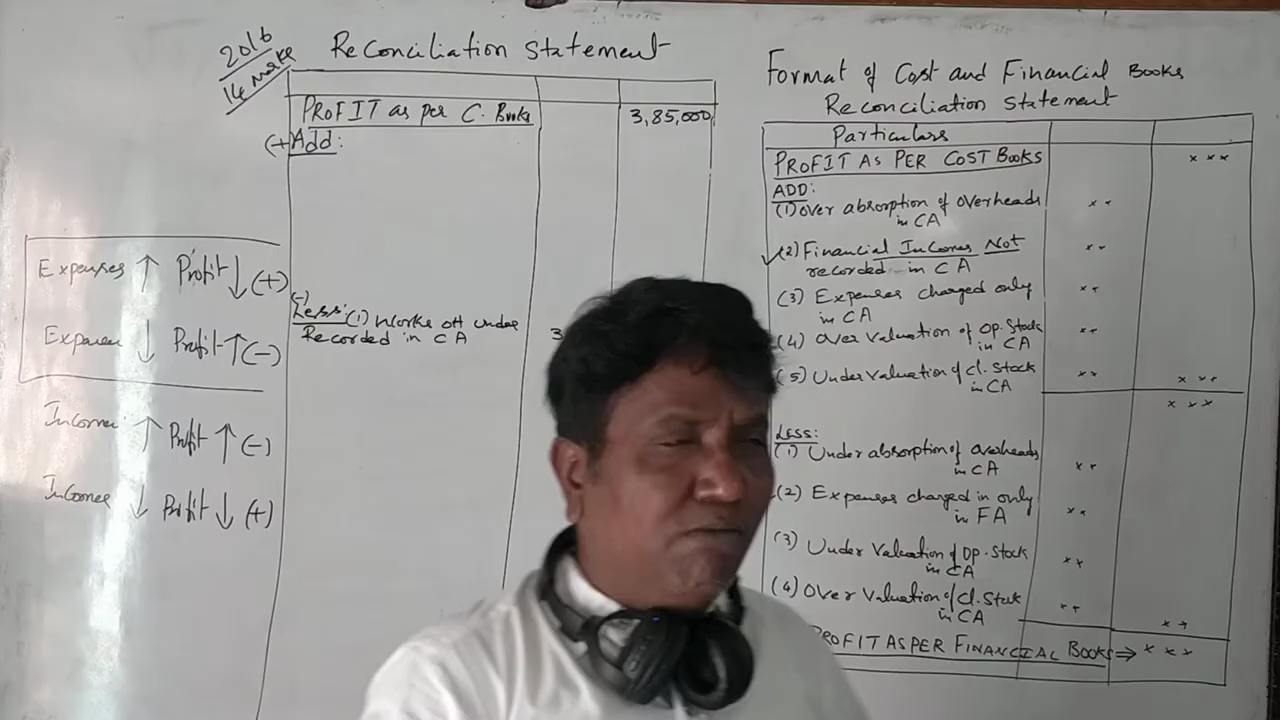 2016
14 marks
Reconciliation Statement
PROFIT as per C. Books 3,85,000
(+) Add:
(-)
Less: (1) Works oH under
Recorded in CA 3
Expenses ↑ Profit ↓ (+)
Expenses ↓ Profit ↑ (-)
Income ↑ Profit ↑ (-)
Income ↓ Profit ↓ (+)
Format of Cost and Financial Books
Reconciliation Statement
Particulars
PROFIT AS PER COST Books x x x
ADD:
(1) Over absorption of overheads
in CA x x
(2) Financial Incomes Not
recorded in CA x x
(3) Expenses charged only
in CA x x
(4) Over Valuation of Op. Stock
in CA x x
(5) Under Valuation of Cl. Stock
in CA x x x x x
x x x
LESS:
(1) Under absorption of overheads
in CA x x
(2) Expenses charged in only
in FA x x
(3) Under Valuation of Op. Stock
in CA x x
(4) Over Valuation of Cl. Stock
in CA x x x x
PROFIT AS PER FINANCIAL Books ⇒ x x x